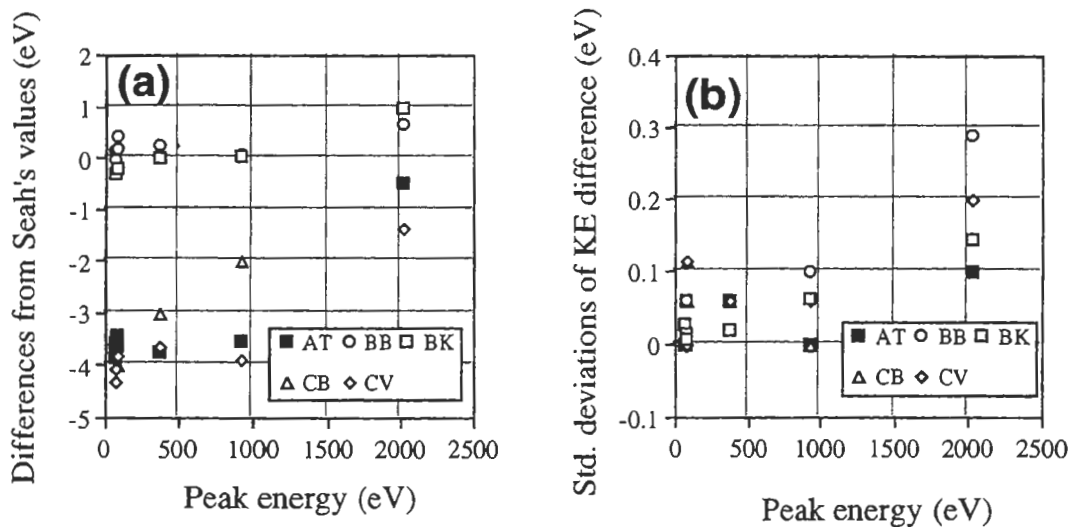 Differences from Seah's values (eV)
(a)
2
1
0
-1
-2
-3
-4
-5
AT BB BK
CB CV
0 500 1000 1500 2000 2500
Peak energy (eV)
Std. deviations of KE difference (eV)
(b)
0.4
0.3
0.2
0.1
0
-0.1
AT BB BK
CB CV
0 500 1000 1500 2000 2500
Peak energy (eV)